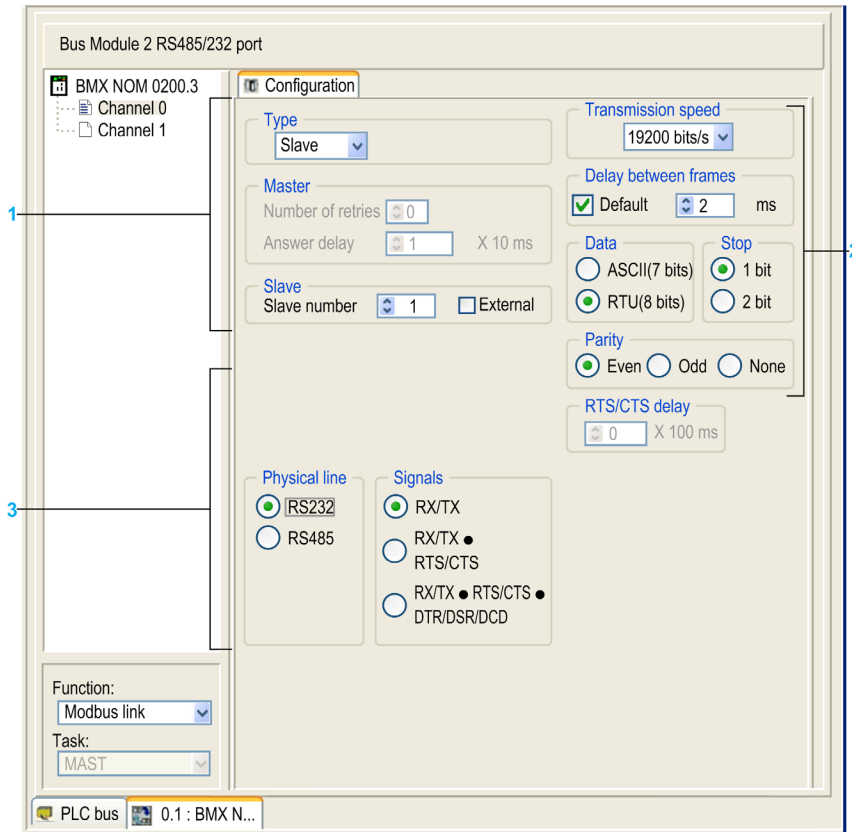 Bus Module 2 RS485/232 port
BMX NOM 0200.3
Channel 0
Channel 1
Configuration
Type
Slave
Master
Number of retries 0
Answer delay 1 X 10 ms
Slave
Slave number 1 External
Transmission speed
19200 bits/s
Delay between frames
Default 2 ms
Data
ASCII(7 bits)
RTU(8 bits)
Stop
1 bit
2 bit
Parity
Even Odd None
RTS/CTS delay
0 X 100 ms
1
2
3
Physical line
RS232
RS485
Signals
RX/TX
RX/TX ●
RTS/CTS
RX/TX ● RTS/CTS ●
DTR/DSR/DCD
Function:
Modbus link
Task:
MAST
PLC bus 0.1 : BMX N...